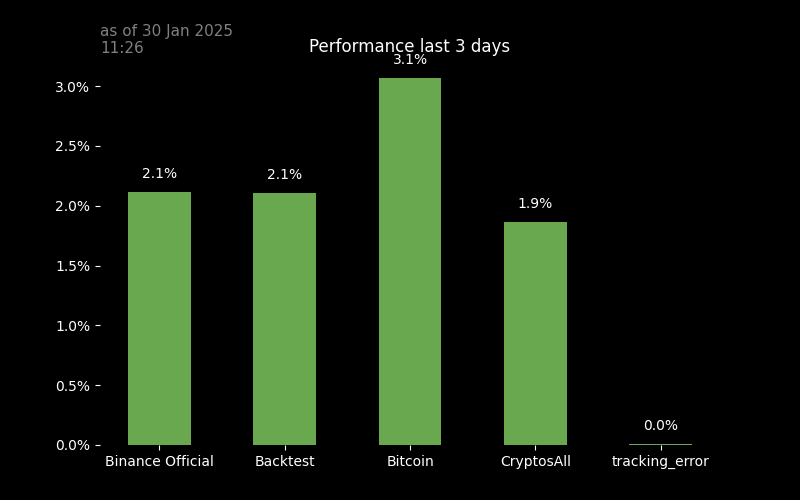 as of 30 Jan 2025
11:26
Performance last 3 days
3.1%
3.0%
2.5%
2.1%
2.1%
2.0%
1.9%
1.5%
1.0%
0.5%
0.0%
0.0%
Binance Official
Backtest
Bitcoin
CryptosAll
tracking_error